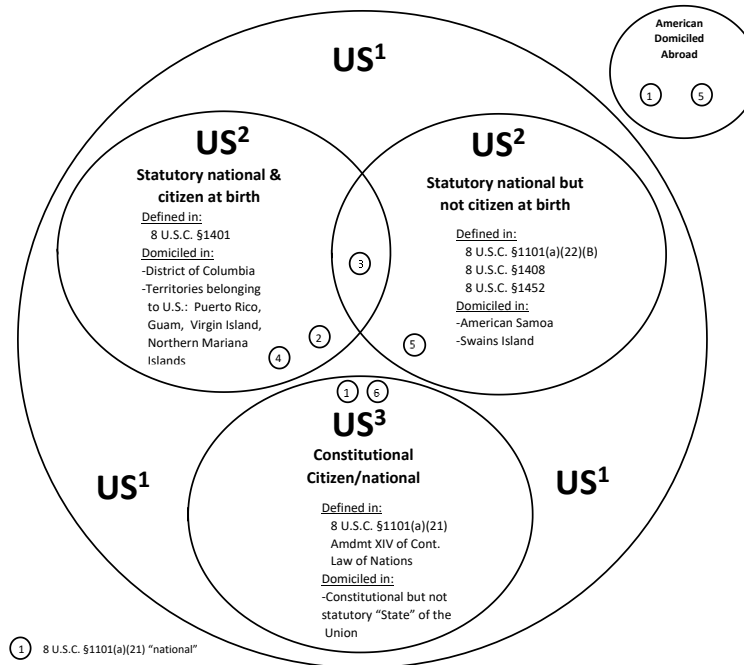 US1
American
Domiciled
Abroad
1 5
US2
Statutory national &
citizen at birth
Defined in:
8 U.S.C. §1401
Domiciled in:
-District of Columbia
-Territories belonging
to U.S.: Puerto Rico,
Guam, Virgin Island,
Northern Mariana
Islands
2
4
3
US2
Statutory national but
not citizen at birth
Defined in:
8 U.S.C. §1101(a)(22)(B)
8 U.S.C. §1408
8 U.S.C. §1452
Domiciled in:
-American Samoa
-Swains Island
5
1 6
US3
Constitutional
Citizen/national
Defined in:
8 U.S.C. §1101(a)(21)
Amdmt XIV of Cont.
Law of Nations
Domiciled in:
-Constitutional but not
statutory “State” of the
Union
US1
US1
1 8 U.S.C. §1101(a)(21) “national”